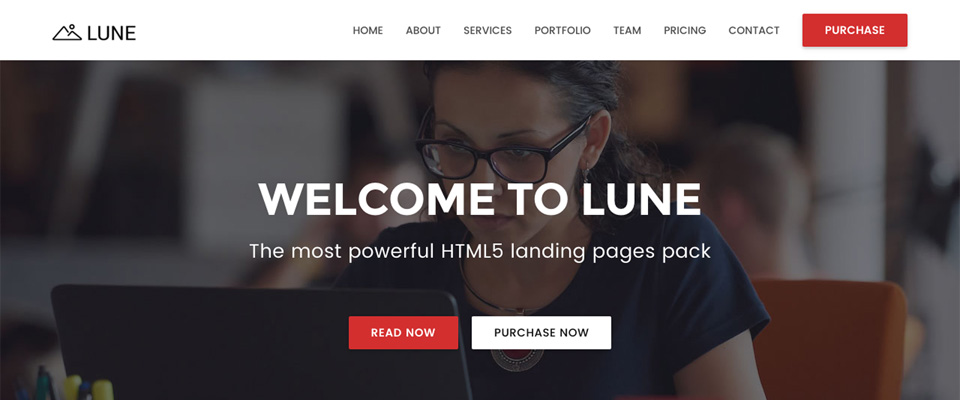 LUNE
HOME ABOUT SERVICES PORTFOLIO TEAM PRICING CONTACT PURCHASE
WELCOME TO LUNE
The most powerful HTML5 landing pages pack
READ NOW PURCHASE NOW